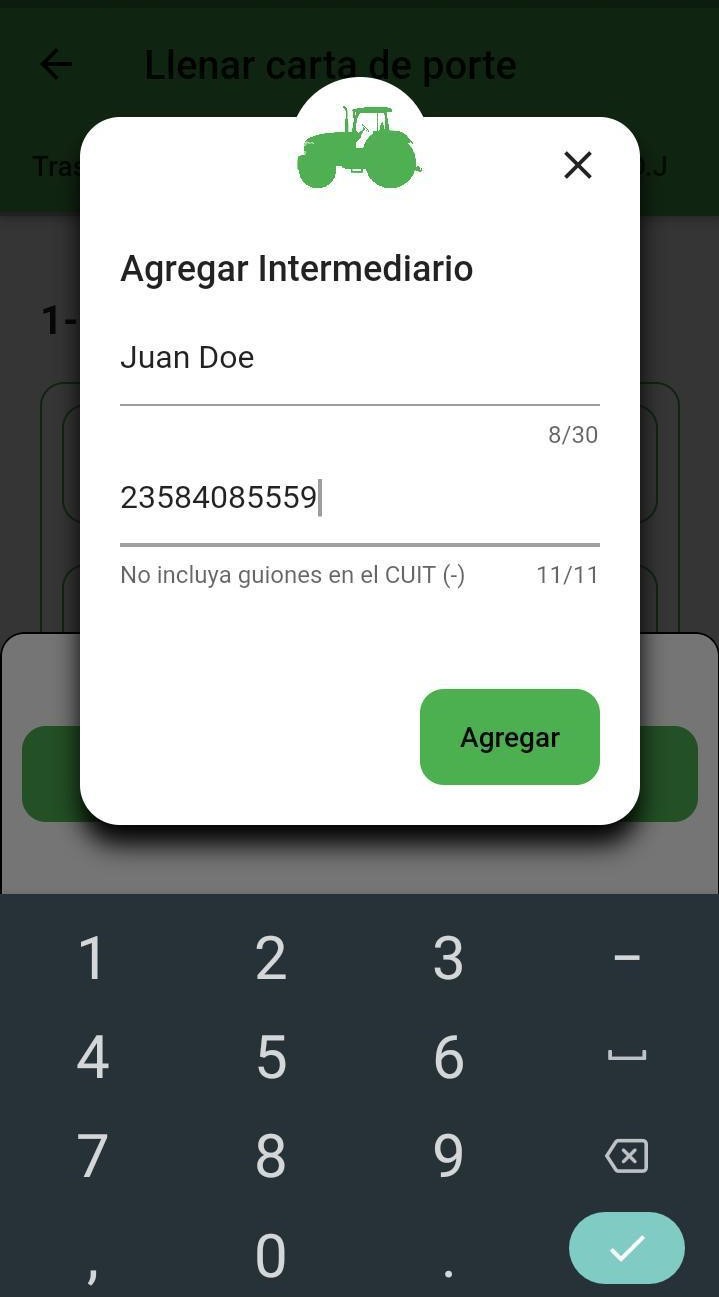 Llenar carta de porte
Tras
.J
Agregar Intermediario
1-
Juan Doe
8/30
23584085559
No incluya guiones en el CUIT (-)
11/11
Agregar
1 2 3 –
4 5 6
7 8 9
, 0 .